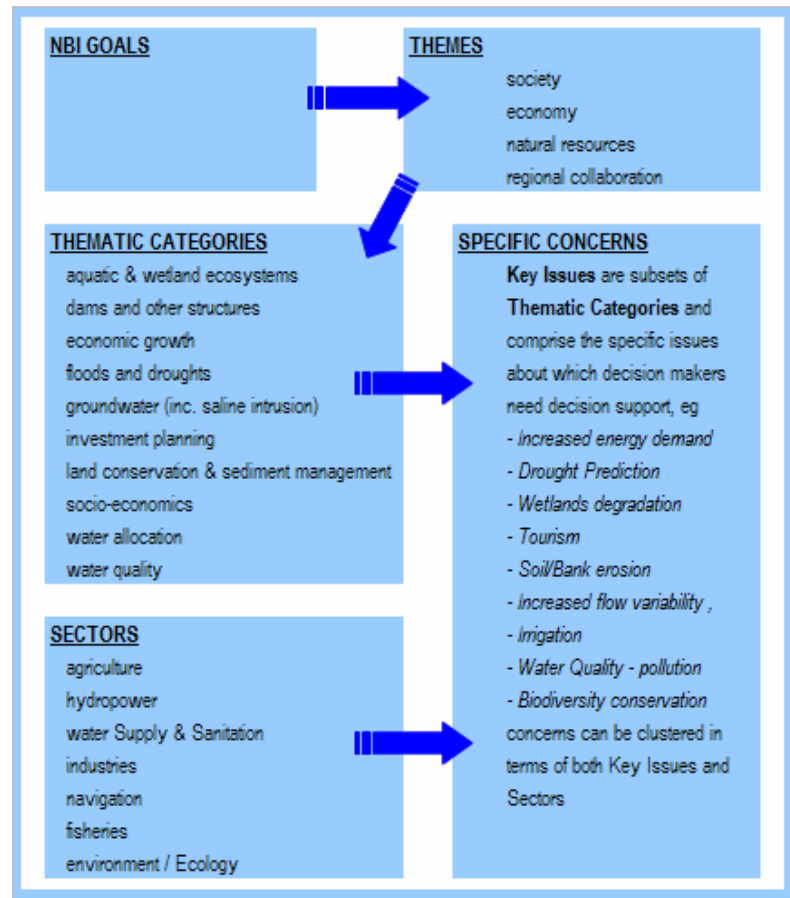 NBI GOALS
THEMES
society
economy
natural resources
regional collaboration
THEMATIC CATEGORIES
aquatic & wetland ecosystems
dams and other structures
economic growth
floods and droughts
groundwater (inc. saline intrusion)
investment planning
land conservation & sediment management
socio-economics
water allocation
water quality
SPECIFIC CONCERNS
Key Issues are subsets of
Thematic Categories and
comprise the specific issues
about which decision makers
need decision support, eg
- Increased energy demand
- Drought Prediction
- Wetlands degradation
- Tourism
- Soil/Bank erosion
- Increased flow variability ,
- Irrigation
- Water Quality - pollution
- Biodiversity conservation
concerns can be clustered in
terms of both Key Issues and
Sectors
SECTORS
agriculture
hydropower
water Supply & Sanitation
industries
navigation
fisheries
environment / Ecology